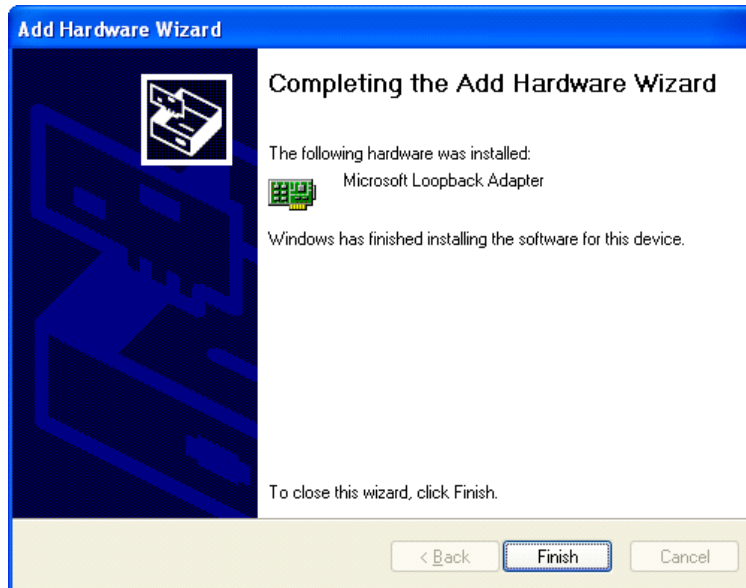 Add Hardware Wizard
Completing the Add Hardware Wizard
The following hardware was installed:
Microsoft Loopback Adapter
Windows has finished installing the software for this device.
To close this wizard, click Finish.
< Back Finish Cancel